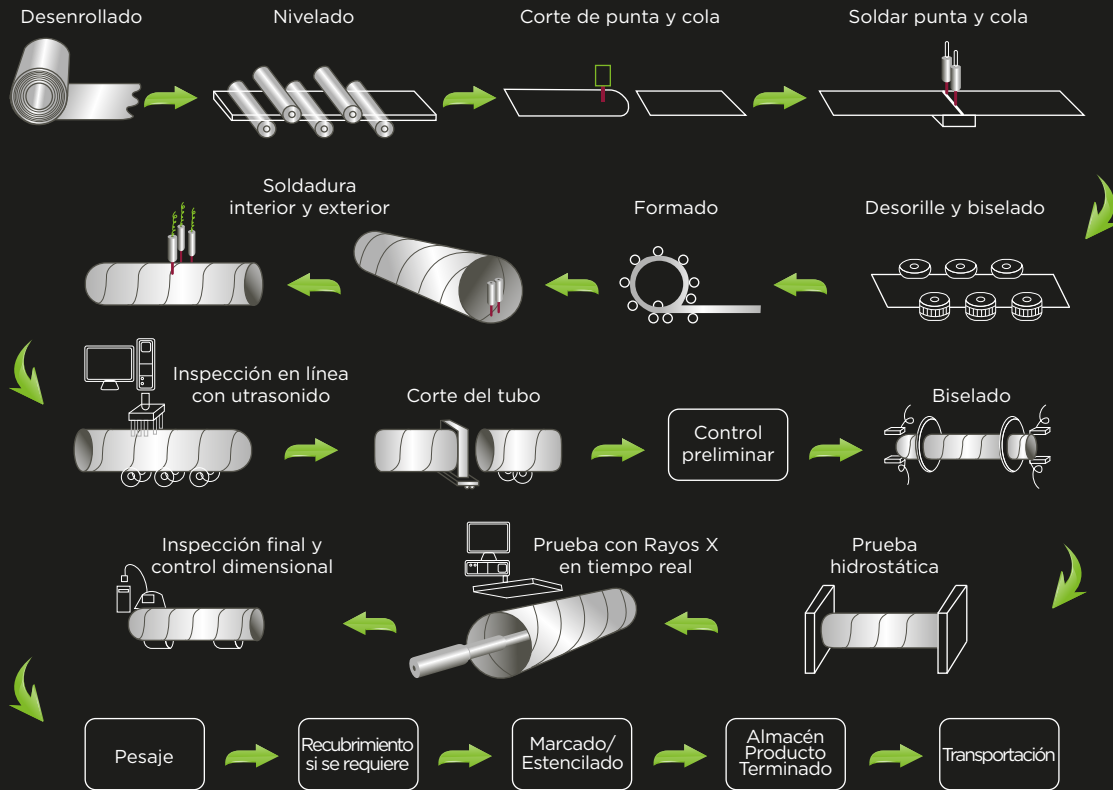 Desenrollado
Nivelado
Corte de punta y cola
Soldar punta y cola
Desorille y biselado
Formado
Soldadura
interior y exterior
Inspección en línea
con utrasonido
Corte del tubo
Control
preliminar
Biselado
Prueba
hidrostática
Prueba con Rayos X
en tiempo real
Inspección final y
control dimensional
Pesaje
Recubrimiento
si se requiere
Marcado/
Estencilado
Almacén
Producto
Terminado
Transportación